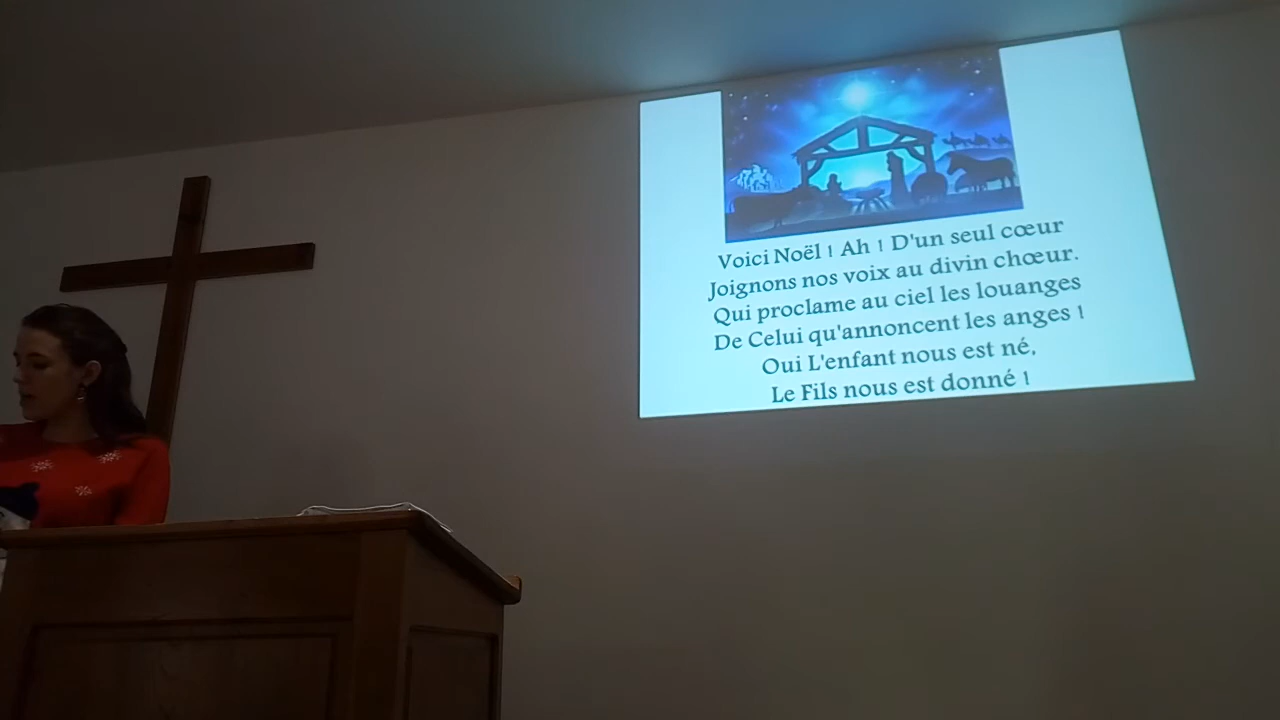 Voici Noël ! Ah ! D'un seul cœur
Joignons nos voix au divin chœur.
Qui proclame au ciel les louanges
De Celui qu'annoncent les anges !
Oui L'enfant nous est né,
Le Fils nous est donné !